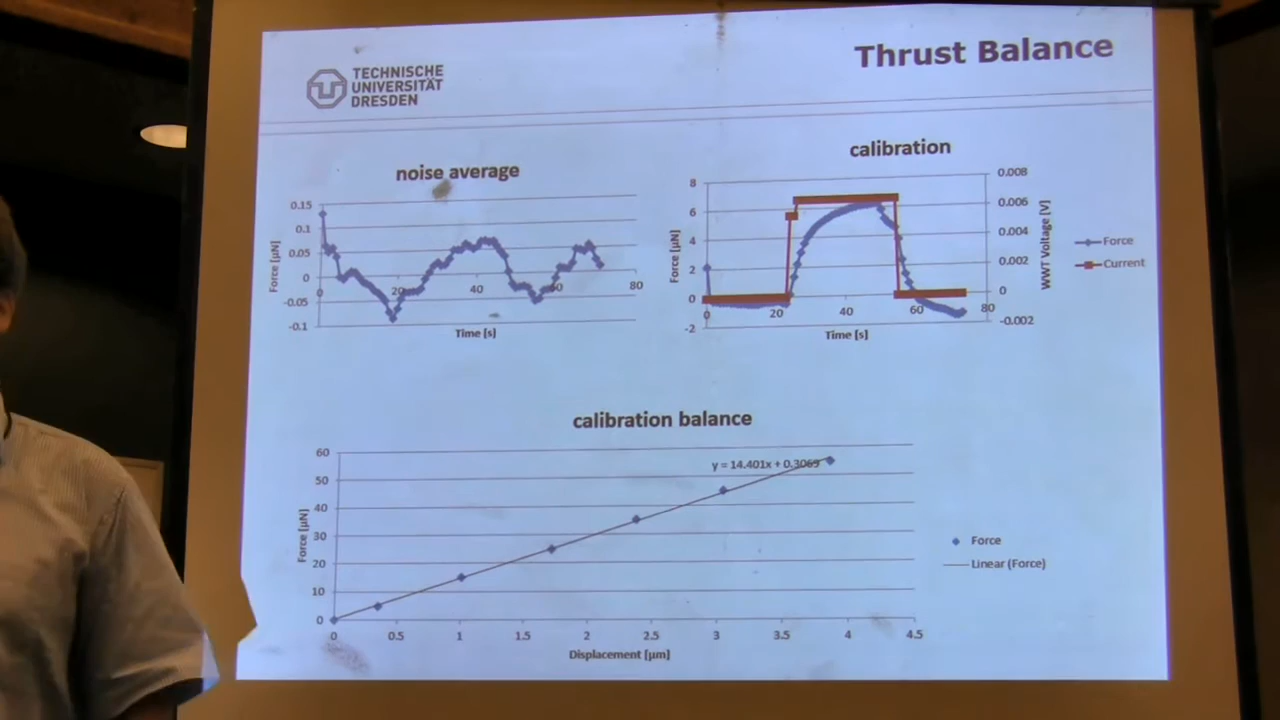 TECHNISCHE
UNIVERSITÄT
DRESDEN
Thrust Balance
noise average
0.15
0.1
0.05
0
-0.05
-0.1
Force [µN]
0
20
40
60
80
Time [s]
calibration
8
6
4
2
0
-2
Force [µN]
0
20
40
60
80
Time [s]
0.008
0.006
0.004
0.002
0
-0.002
WWT Voltage [V]
Force
Current
calibration balance
60
50
40
30
20
10
0
Force [µN]
y = 14.401x + 0.3069
0
0.5
1
1.5
2
2.5
3
3.5
4
4.5
Displacement [µm]
Force
Linear (Force)